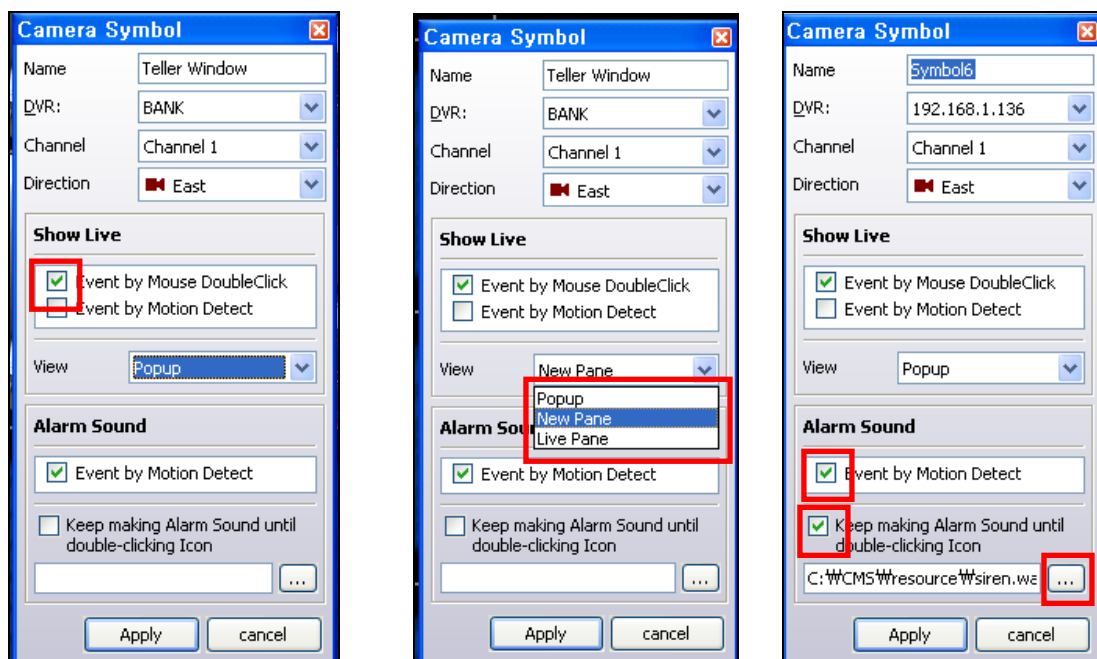 Camera Symbol
Name Teller Window
DVR: BANK
Channel Channel 1
Direction East
Show Live
Event by Mouse DoubleClick
Event by Motion Detect
View Popup
Alarm Sound
Event by Motion Detect
Keep making Alarm Sound until
double-clicking Icon
...
Apply cancel
Camera Symbol
Name Teller Window
DVR: BANK
Channel Channel 1
Direction East
Show Live
Event by Mouse DoubleClick
Event by Motion Detect
View New Pane
Popup
New Pane
Live Pane
Alarm Sou
Event by Motion Detect
Keep making Alarm Sound until
double-clicking Icon
...
Apply cancel
Camera Symbol
Name Symbol6
DVR: 192.168.1.136
Channel Channel 1
Direction East
Show Live
Event by Mouse DoubleClick
Event by Motion Detect
View Popup
Alarm Sound
Event by Motion Detect
Keep making Alarm Sound until
double-clicking Icon
C:₩CMS₩resource₩siren.wa ...
Apply cancel